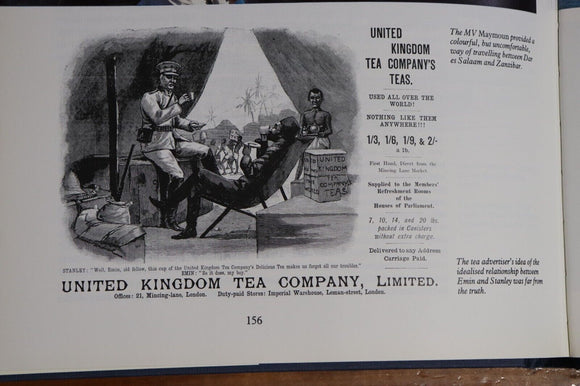 UNITED
KINGDOM
TEA COMPANY'S
TEAS.
USED ALL OVER THE
WORLD!
NOTHING LIKE THEM
ANYWHERE!!!
1/3, 1/6, 1/9, & 2/-
a lb.
First Hand, Direct from the
Mincing Lane Market.
Supplied to the Members'
Refreshment Rooms
of the
Houses of Parliament.
7, 10, 14, and 20 lbs.
packed in Canisters
without extra charge.
Delivered to any Address
Carriage Paid.
UNITED
KINGDOM
TEA
COMPANY'S
TEAS
STANLEY: "Well, Emin, old fellow, this cup of the United Kingdom Tea Company's Delicious Tea makes us forget all our troubles."
EMIN: "So it does, my boy."
UNITED KINGDOM TEA COMPANY, LIMITED.
Offices: 21, Mincing-lane, London. Duty-paid Stores: Imperial Warehouse, Leman-street, London.
156
The MV Maymoun provided a
colourful, but uncomfortable,
way of travelling between Dar
es Salaam and Zanzibar.
The tea advertiser's idea of the
idealised relationship between
Emin and Stanley was far from
the truth.